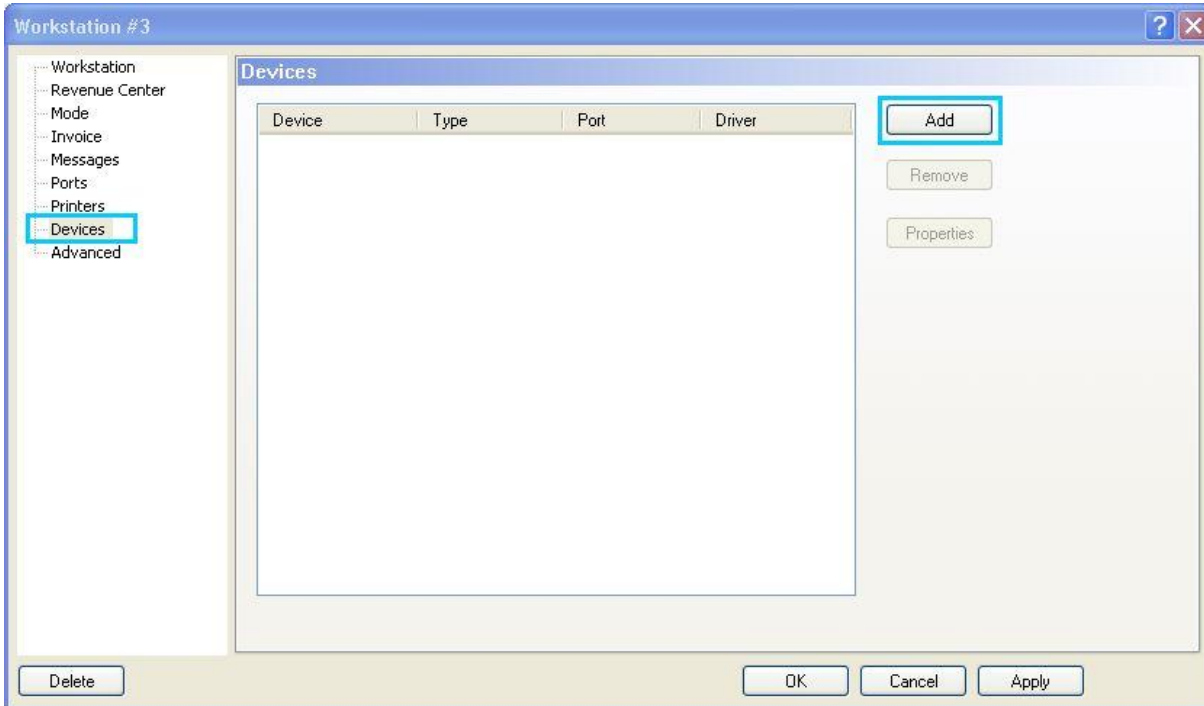 Workstation #3
Workstation
Revenue Center
Mode
Invoice
Messages
Ports
Printers
Devices
Advanced
Devices
Device Type Port Driver
Add
Remove
Properties
Delete OK Cancel Apply